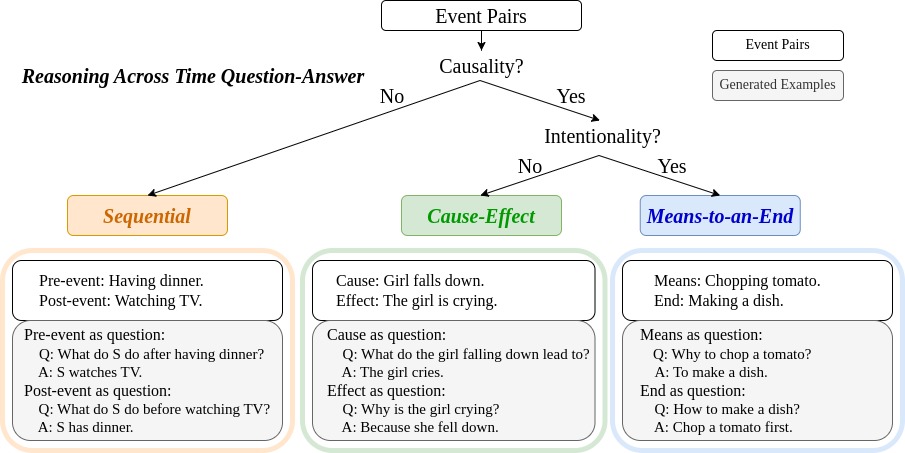 Event Pairs
Event Pairs
Causality?
Reasoning Across Time Question-Answer
Generated Examples
No
Yes
Intentionality?
No
Yes
Sequential
Cause-Effect
Means-to-an-End
Pre-event: Having dinner.
Post-event: Watching TV.
Pre-event as question:
Q: What do S do after having dinner?
A: S watches TV.
Post-event as question:
Q: What do S do before watching TV?
A: S has dinner.
Cause: Girl falls down.
Effect: The girl is crying.
Cause as question:
Q: What do the girl falling down lead to?
A: The girl cries.
Effect as question:
Q: Why is the girl crying?
A: Because she fell down.
Means: Chopping tomato.
End: Making a dish.
Means as question:
Q: Why to chop a tomato?
A: To make a dish.
End as question:
Q: How to make a dish?
A: Chop a tomato first.